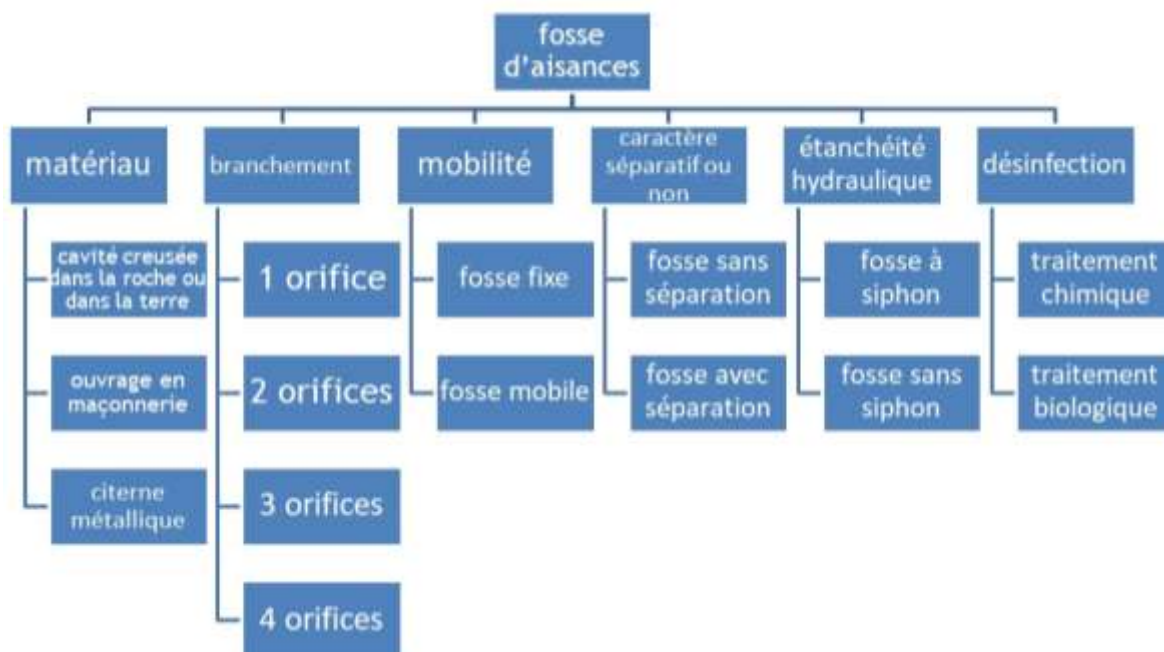 fosse
d'aisances
matériau
branchement
mobilité
caractère
séparatif ou
non
étanchéité
hydraulique
désinfection
cavité creusée
dans la roche ou
dans la terre
ouvrage en
maçonnerie
citerne
métallique
1 orifice
2 orifices
3 orifices
4 orifices
fosse fixe
fosse mobile
fosse sans
séparation
fosse avec
séparation
fosse à
siphon
fosse sans
siphon
traitement
chimique
traitement
biologique